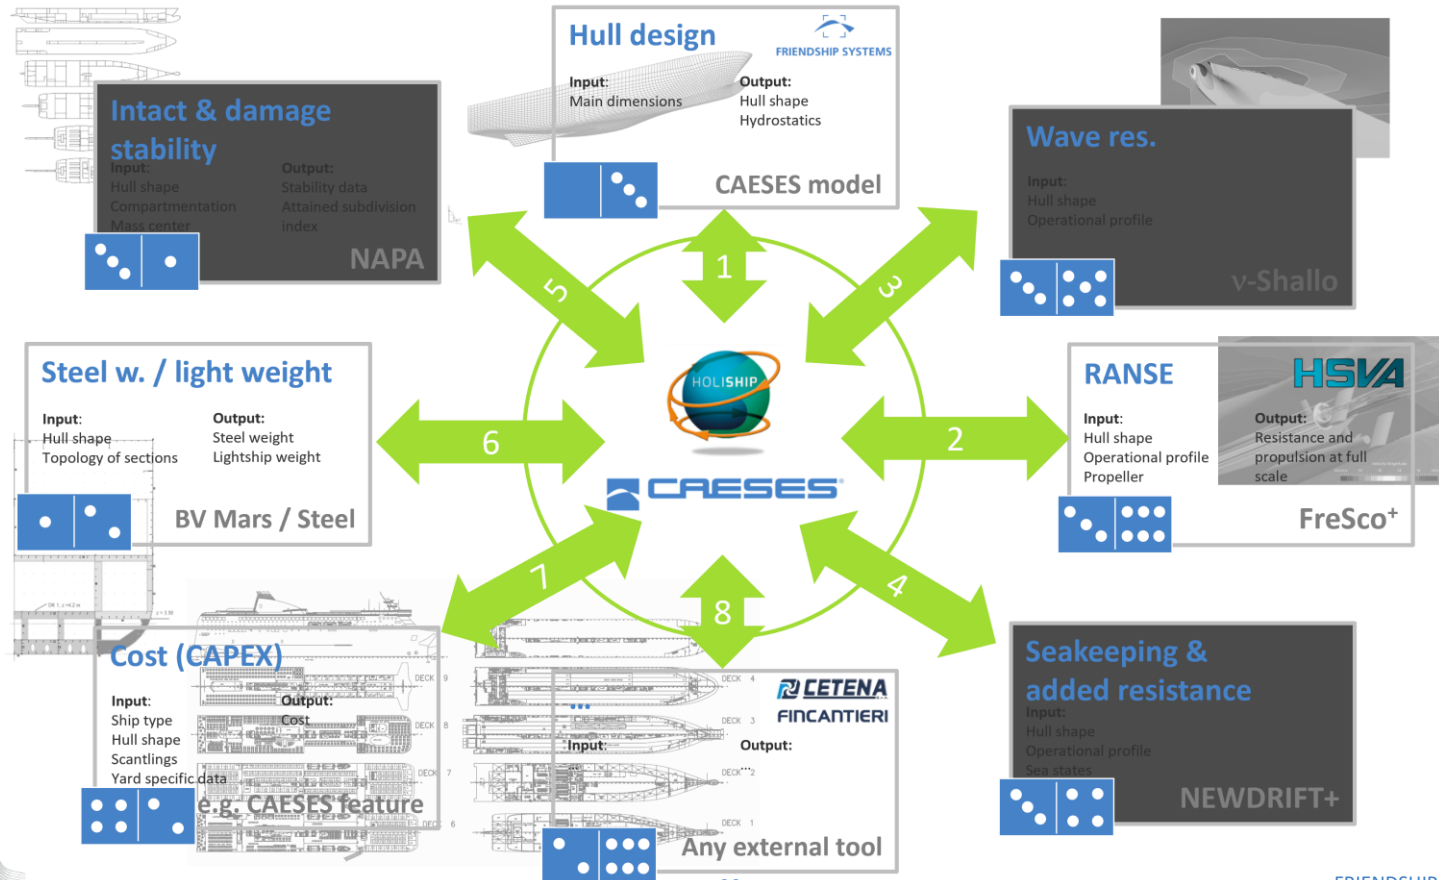 Hull design
FRIENDSHIP SYSTEMS
Input:
Main dimensions
Output:
Hull shape
Hydrostatics
CAESES model
Intact & damage
stability
Input:
Hull shape
Compartmentation
Mass center
Output:
Stability data
Attained subdivision
index
NAPA
Wave res.
Input:
Hull shape
Operational profile
ν-Shallo
1
5
3
Steel w. / light weight
Input:
Hull shape
Topology of sections
Output:
Steel weight
Lightship weight
BV Mars / Steel
6
HOLISHIP
CAESES
2
RANSE
HSVA
Input:
Hull shape
Operational profile
Propeller
Output:
Resistance and
propulsion at full
scale
FreSco+
7
8
4
Cost (CAPEX)
Input:
Ship type
Hull shape
Scantlings
Yard specific data
Output:
Cost
e.g. CAESES feature
DECK 9
DECK 8
DECK 7
DECK 6
CETENA
FINCANTIERI
...
Input:
...
Output:
...
DECK 4
DECK 3
DECK 2
DECK 1
Any external tool
Seakeeping &
added resistance
Input:
Hull shape
Operational profile
Sea states
NEWDRIFT+